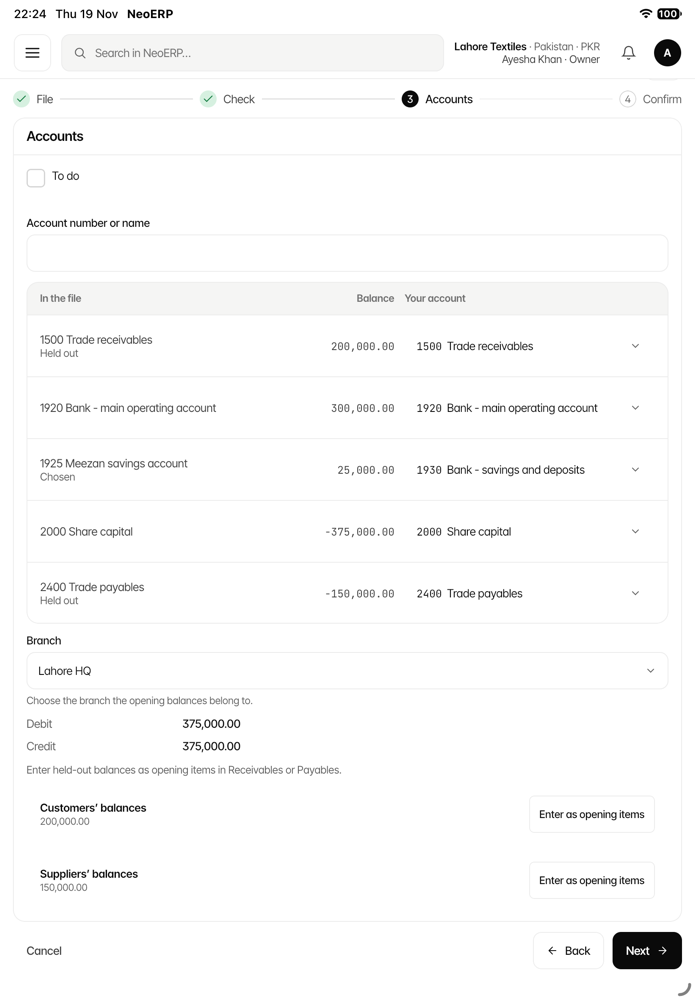 22:24 Thu 19 Nov NeoERP
100
Search in NeoERP...
Lahore Textiles · Pakistan · PKR
Ayesha Khan · Owner
A
File
Check
3 Accounts
4 Confirm
Accounts
To do
Account number or name
In the file Balance Your account
1500 Trade receivables
Held out
200,000.00 1500 Trade receivables
1920 Bank - main operating account 300,000.00 1920 Bank - main operating account
1925 Meezan savings account
Chosen
25,000.00 1930 Bank - savings and deposits
2000 Share capital -375,000.00 2000 Share capital
2400 Trade payables
Held out
-150,000.00 2400 Trade payables
Branch
Lahore HQ
Choose the branch the opening balances belong to.
Debit 375,000.00
Credit 375,000.00
Enter held-out balances as opening items in Receivables or Payables.
Customers’ balances
200,000.00
Enter as opening items
Suppliers’ balances
150,000.00
Enter as opening items
Cancel
Back
Next